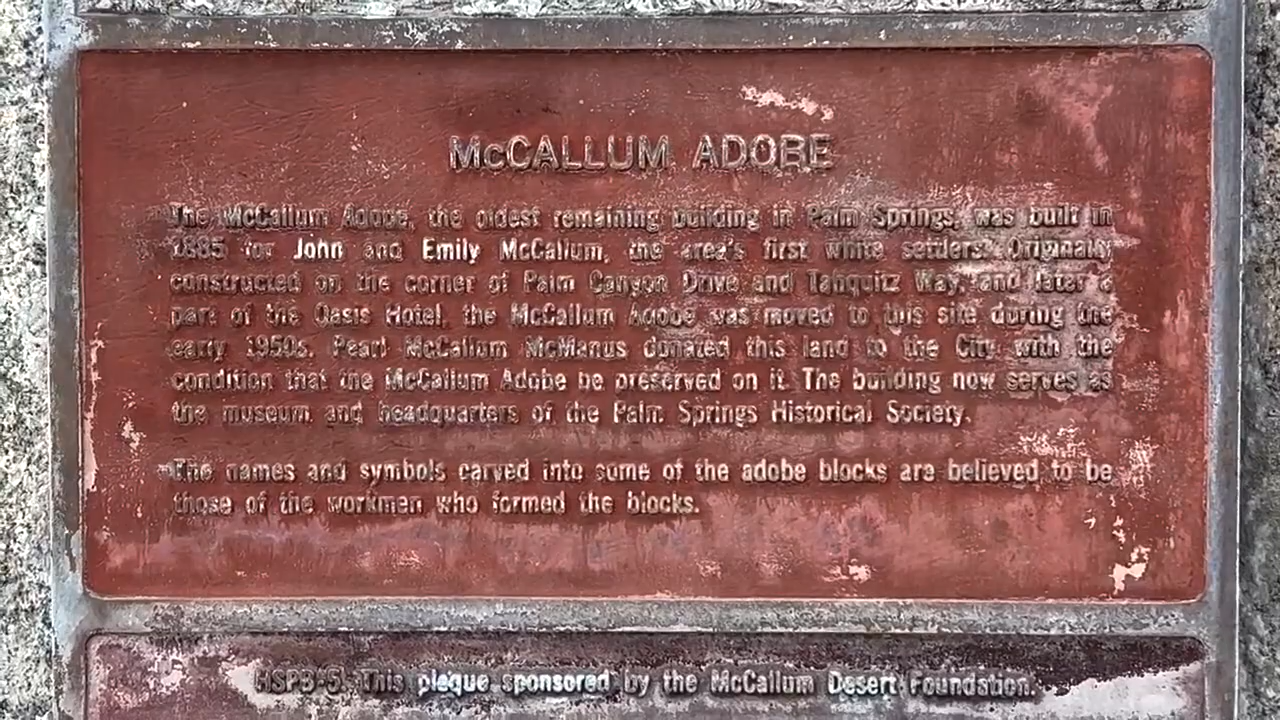 McCALLUM ADOBE
The McCallum Adobe, the oldest remaining building in Palm Springs, was built in
1885 for John and Emily McCallum, the area's first white settlers. Originally
constructed on the corner of Palm Canyon Drive and Tahquitz Way, and later a
part of the Oasis Hotel, the McCallum Adobe was moved to this site during the
early 1950s. Pearl McCallum McManus donated this land to the City with the
condition that the McCallum Adobe be preserved on it. The building now serves as
the museum and headquarters of the Palm Springs Historical Society.
The names and symbols carved into some of the adobe blocks are believed to be
those of the workmen who formed the blocks.
HSPB-5. This plaque sponsored by the McCallum Desert Foundation.